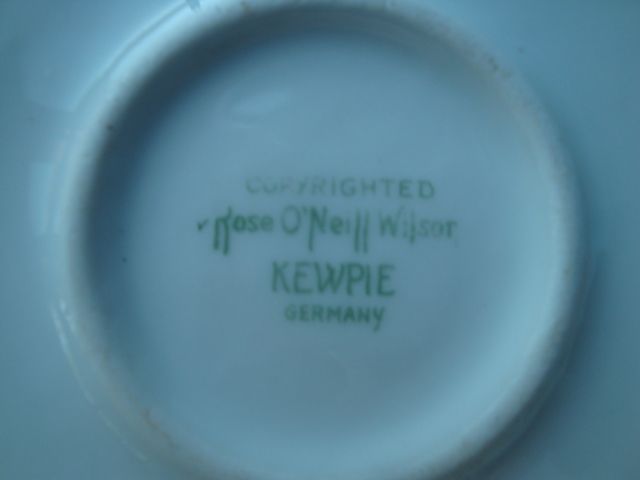 COPYRIGHTED
Rose O'Neill Wilson
KEWPIE
GERMANY